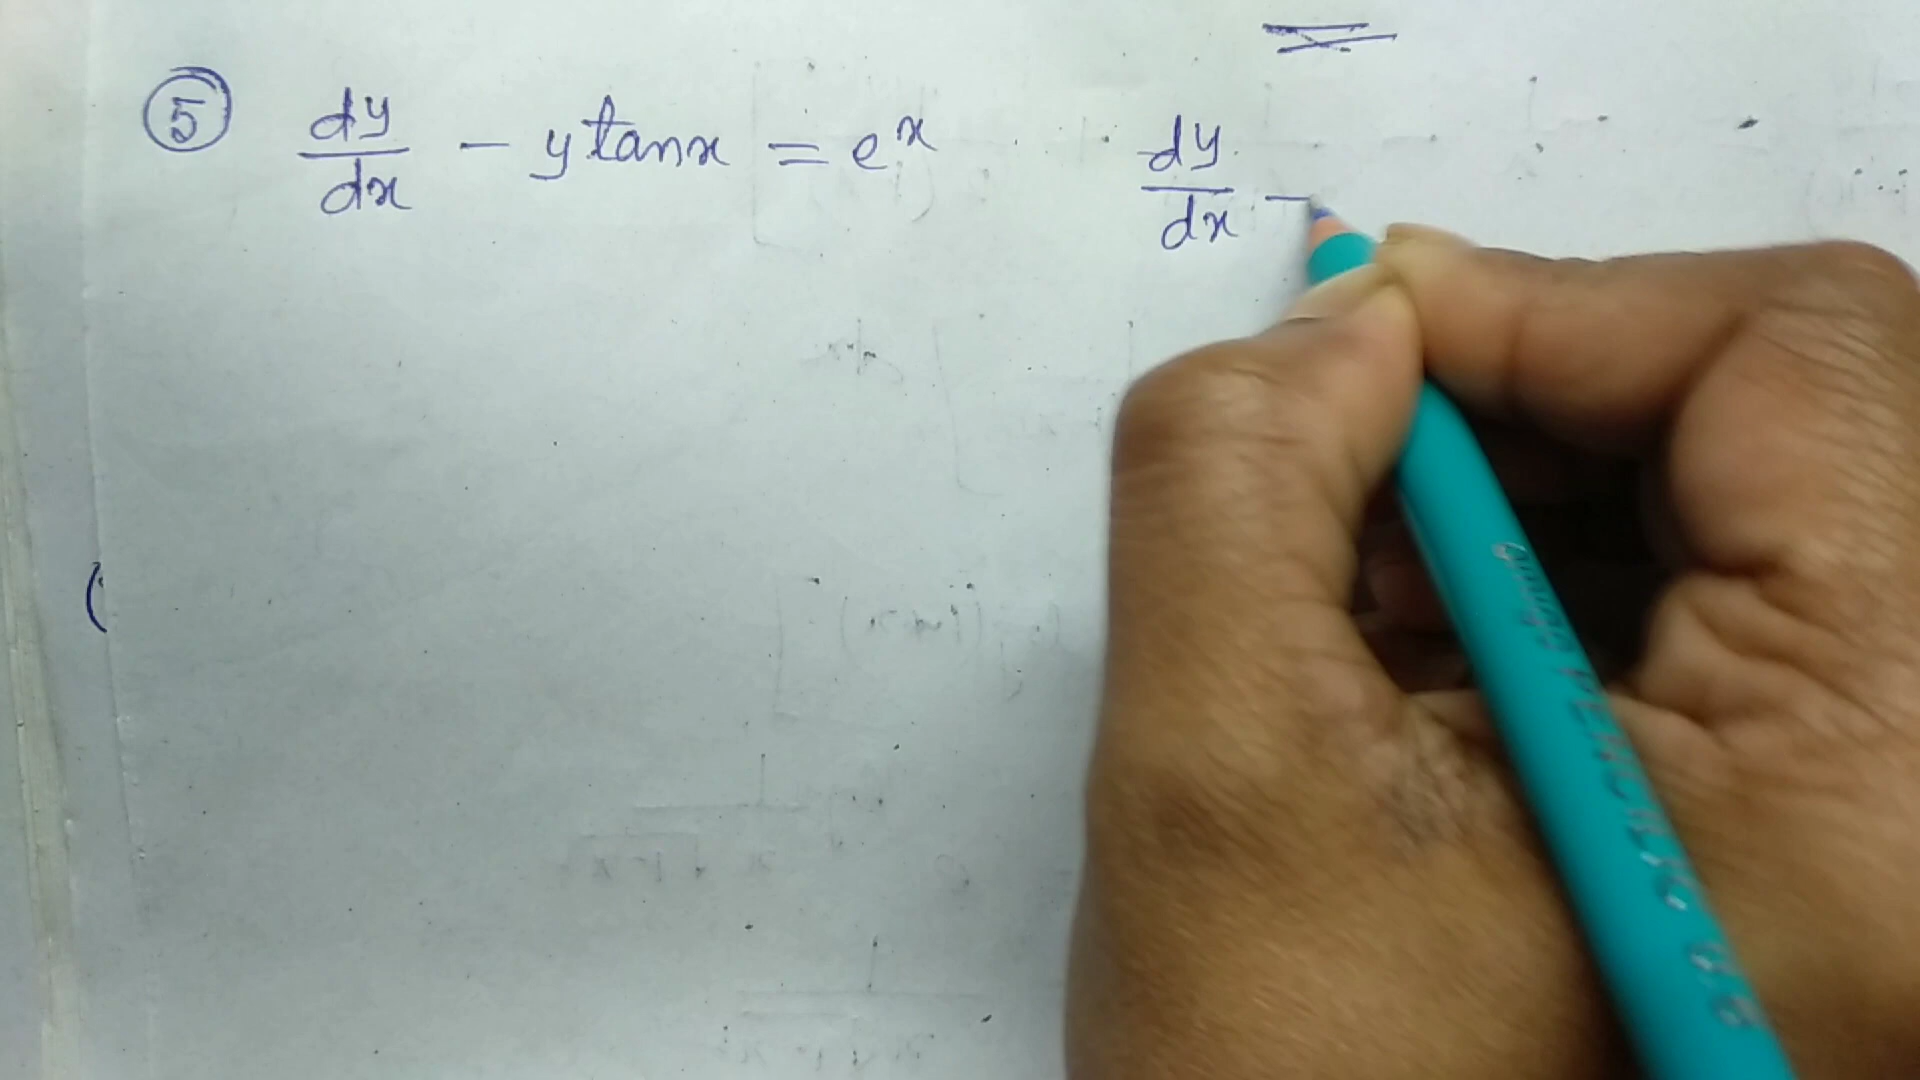 ⑤ dy/dx - y tanx = e^x
dy/dx -